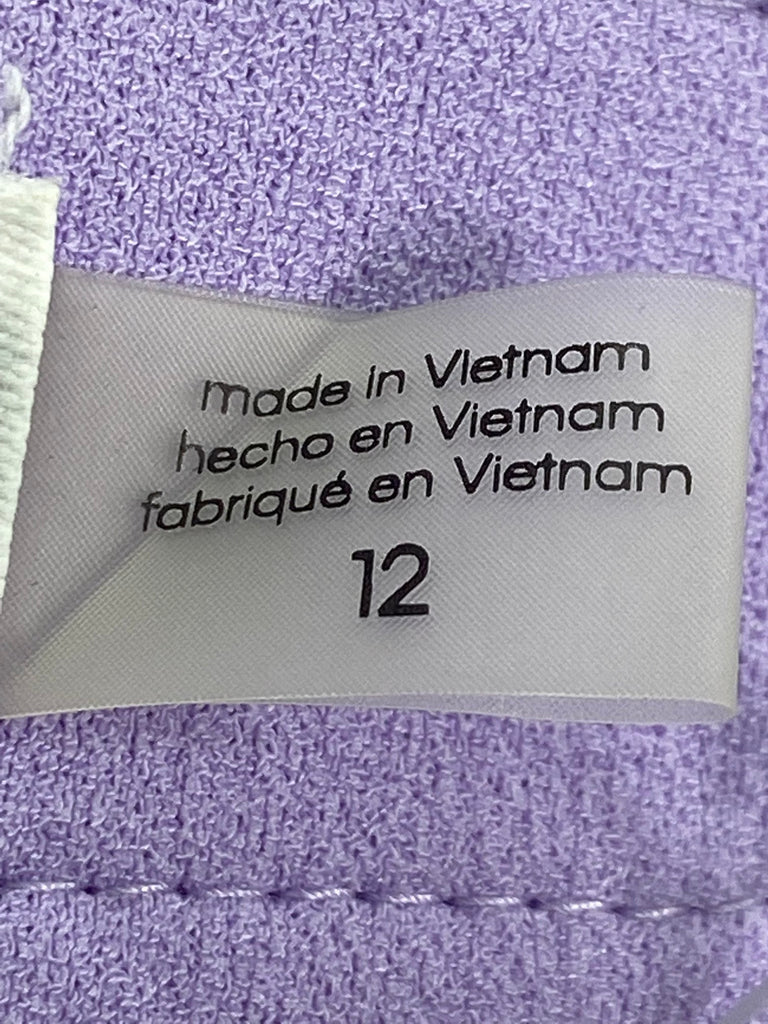 made in Vietnam
hecho en Vietnam
fabriqué en Vietnam
12